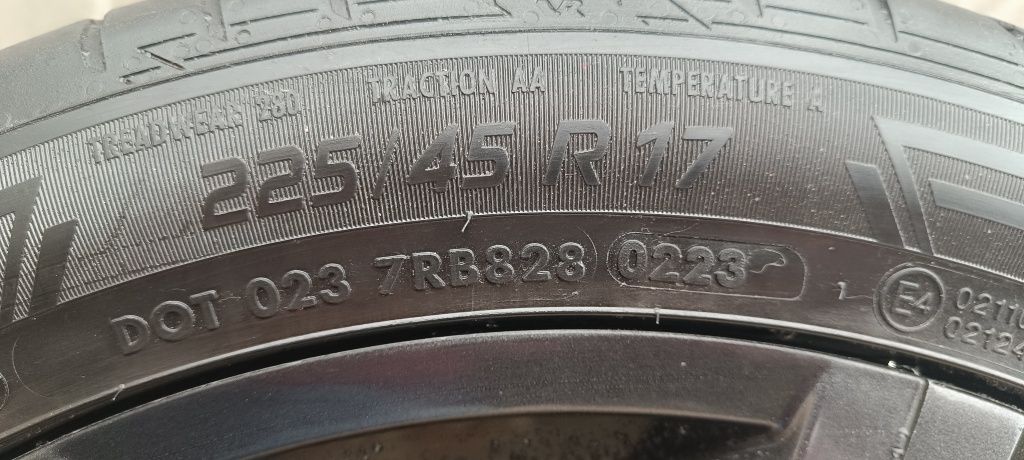 TREADWEAR 280 TRACTION AA TEMPERATURE A
225/45 R 17
DOT 023 7RB828 0223
E4